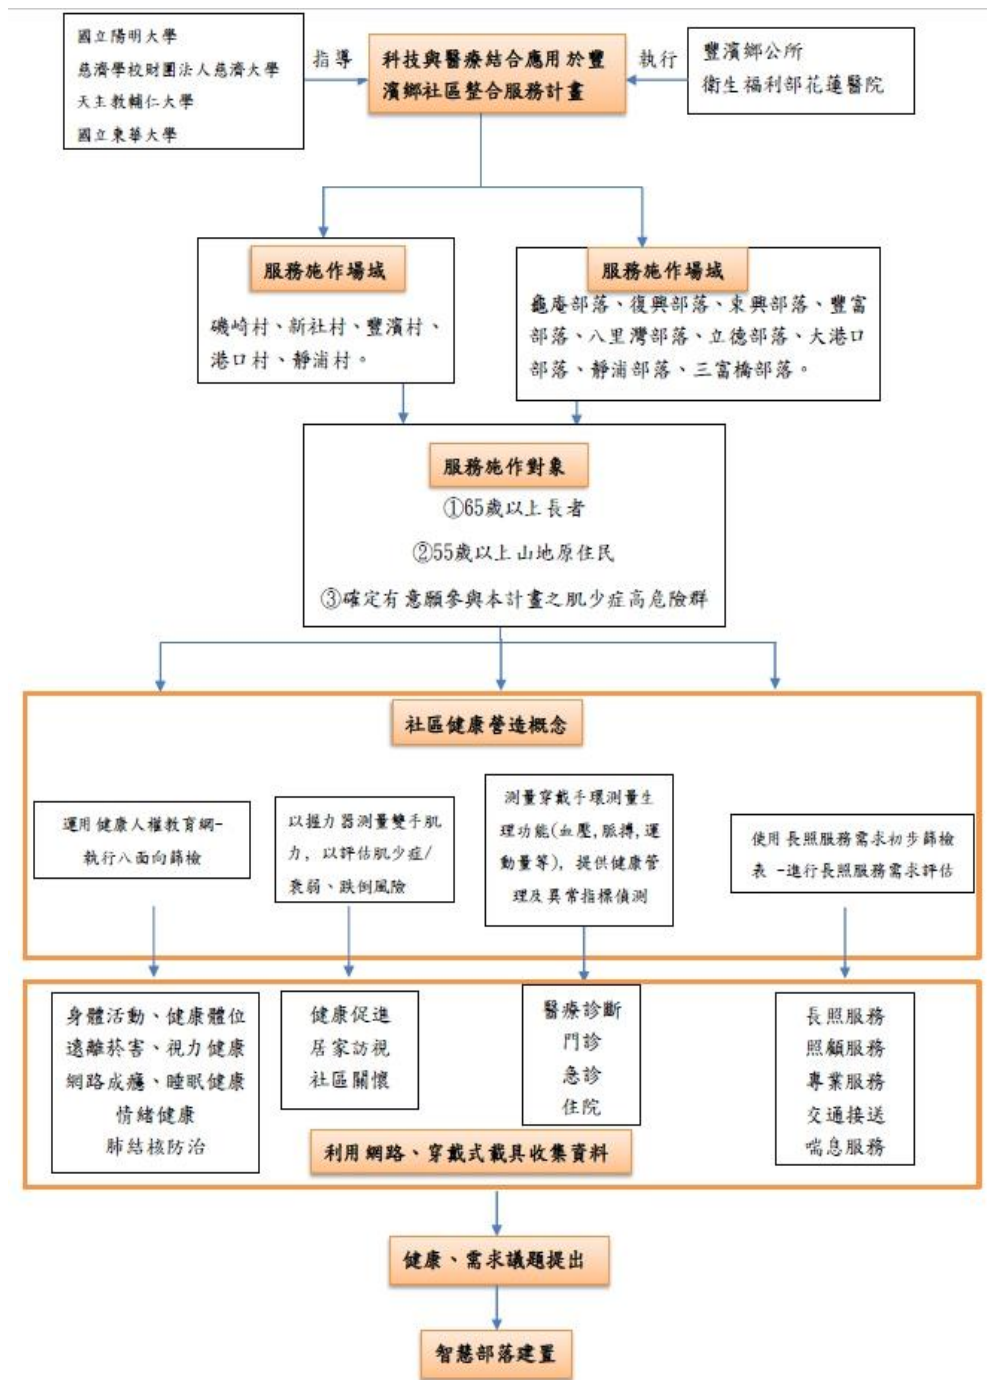 國立陽明大學
慈濟學校財團法人慈濟大學
天主教輔仁大學
國立東華大學
指導
科技與醫療結合應用於豐
濱鄉社區整合服務計畫
執行
豐濱鄉公所
衛生福利部花蓮醫院
服務施作場域
磯崎村、新社村、豐濱村、
港口村、靜浦村。
服務施作場域
龜庵部落、復興部落、東興部落、豐富
部落、八里灣部落、立德部落、大港口
部落、靜浦部落、三富橋部落。
服務施作對象
①65歲以上長者
②55歲以上山地原住民
③確定有意願參與本計畫之肌少症高危險群
社區健康營造概念
運用健康人權教育網-
執行八面向篩檢
以握力器測量雙手肌
力，以評估肌少症/
衰弱、跌倒風險
測量穿戴手環測量生
理功能(血壓,脈搏,運
動量等)，提供健康管
理及異常指標偵測
使用長照服務需求初步篩檢
表 -進行長照服務需求評估
身體活動、健康體位
遠離菸害、視力健康
網路成癮、睡眠健康
情緒健康
肺結核防治
健康促進
居家訪視
社區關懷
醫療診斷
門診
急診
住院
長照服務
照顧服務
專業服務
交通接送
喘息服務
利用網路、穿戴式載具收集資料
健康、需求議題提出
智慧部落建置